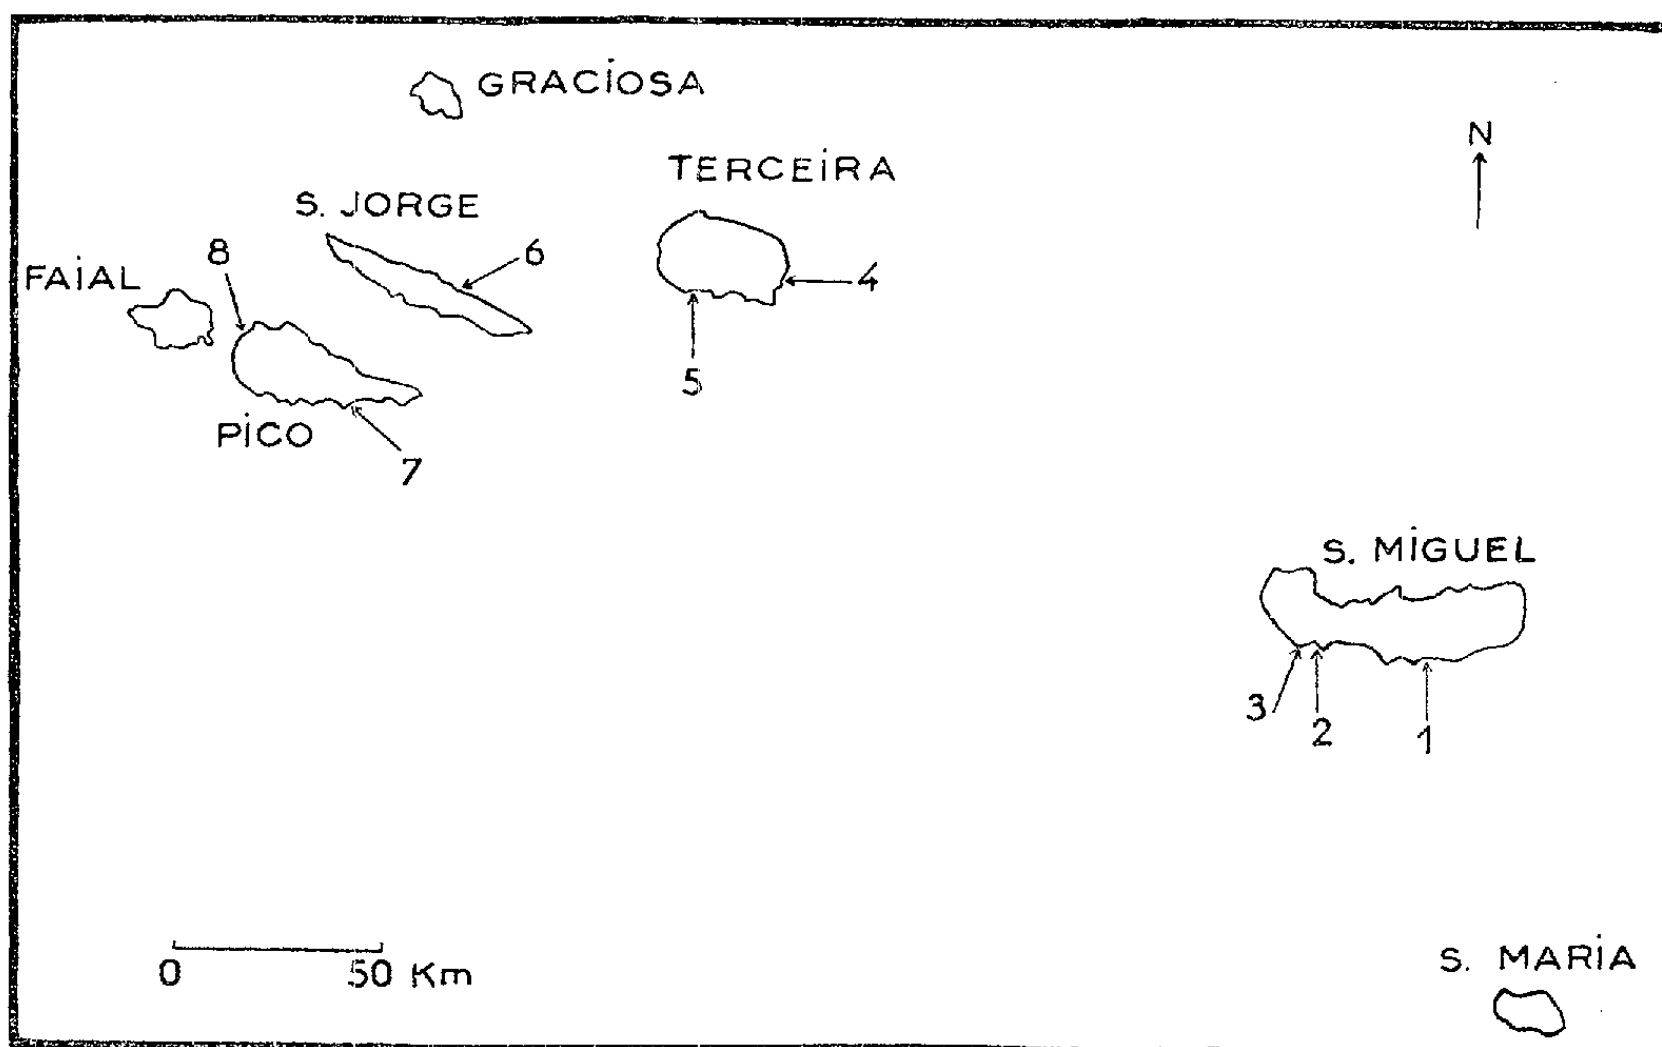 GRACiOSA
N
TERCEiRA
S. JORGE
8
6
FAiAL
4
5
PiCO
7
S. MiGUEL
3
2
1
0 50 Km
S. MARiA